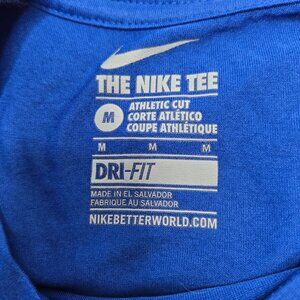 THE NIKE TEE
M
ATHLETIC CUT
CORTE ATLÉTICO
COUPE ATHLÉTIQUE
M M M
DRI-FIT
MADE IN EL SALVADOR
FABRIQUE AU SALVADOR
NIKEBETTERWORLD.COM